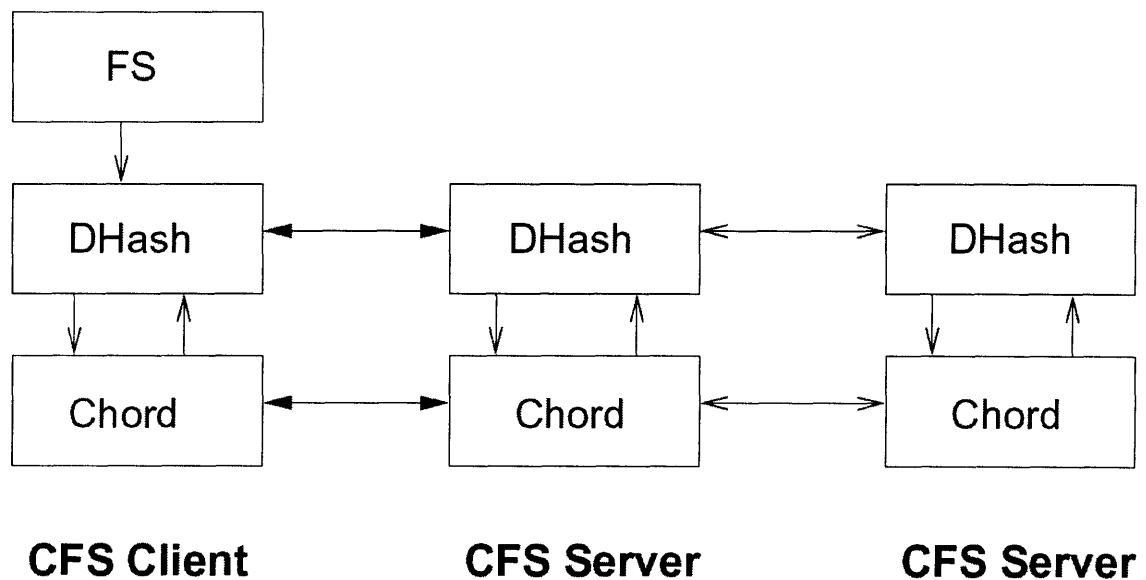 FS
DHash
DHash
DHash
Chord
Chord
Chord
CFS Client
CFS Server
CFS Server